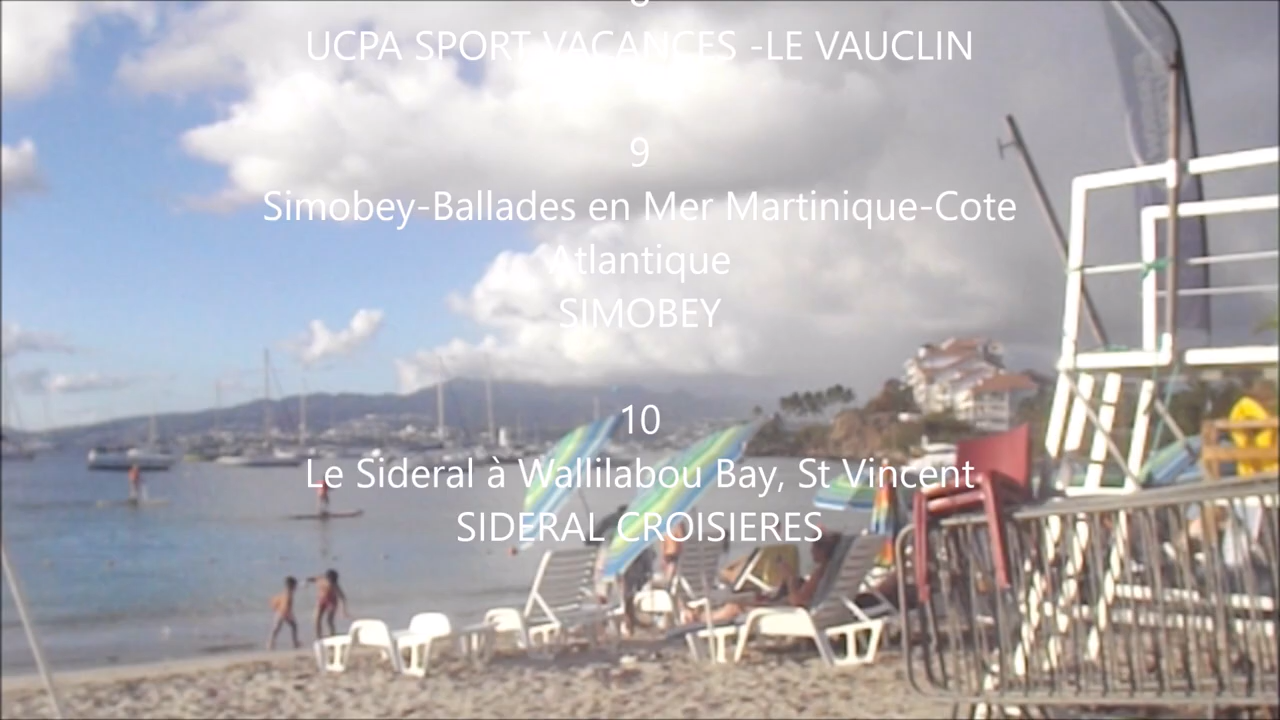 UCPA SPORT VACANCES -LE VAUCLIN
9
Simobey-Ballades en Mer Martinique-Cote
Atlantique
SIMOBEY
10
Le Sideral à Wallilabou Bay, St Vincent
SIDERAL CROISIERES